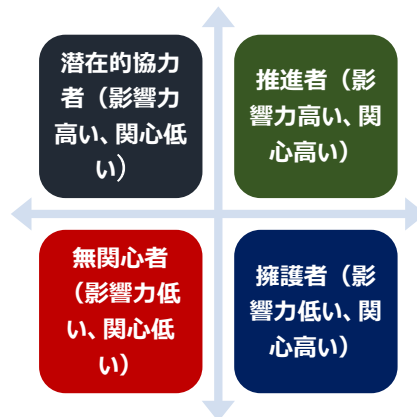 潜在的協力
者（影響力
高い、関心低
い）
推進者（影
響力高い、関
心高い）
無関心者
（影響力低
い、関心低
い）
擁護者（影
響力低い、関
心高い）